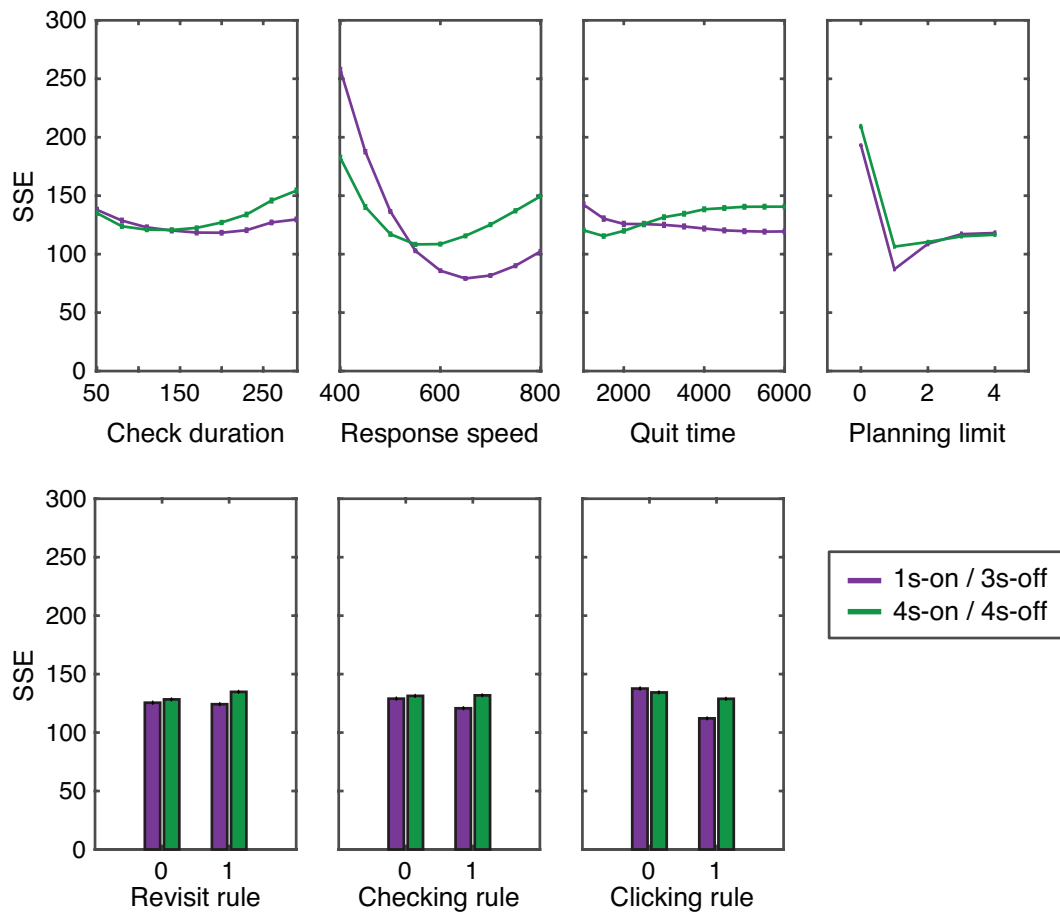 300
250
200
150
100
50
0
SSE
50 150 250
Check duration
400 600 800
Response speed
2000 4000 6000
Quit time
0 2 4
Planning limit
300
250
200
150
100
50
0
SSE
0 1
Revisit rule
0 1
Checking rule
0 1
Clicking rule
1s-on / 3s-off
4s-on / 4s-off